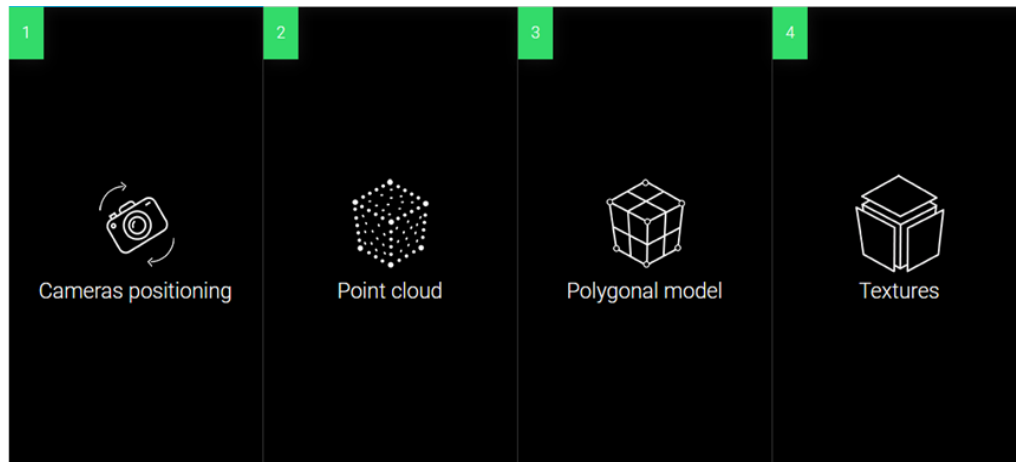 1
2
3
4
Cameras positioning
Point cloud
Polygonal model
Textures